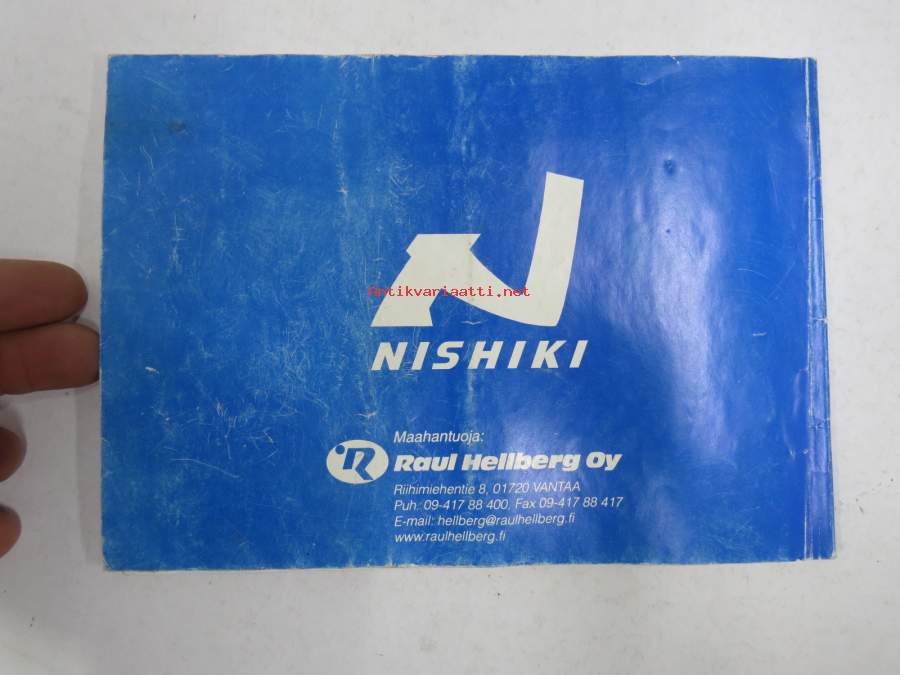 antikvariaatti.net
NISHIKI
Maahantuoja:
Raul Hellberg Oy
Riihimiehentie 8, 01720 VANTAA
Puh. 09-417 88 400, Fax 09-417 88 417
E-mail: hellberg@raulhellberg.fi
www.raulhellberg.fi